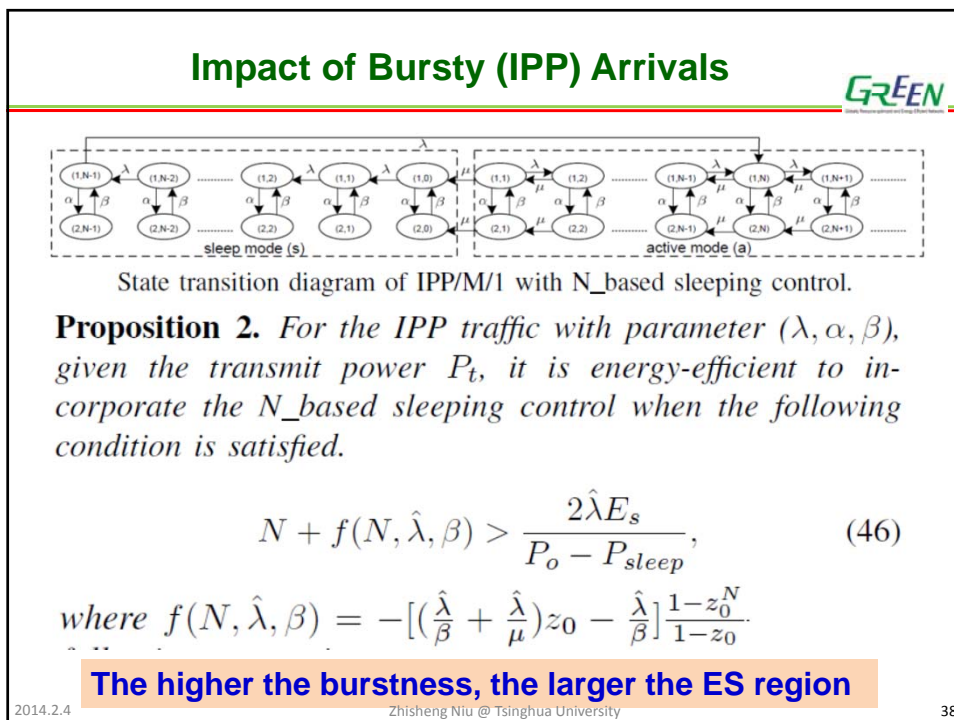 Impact of Bursty (IPP) Arrivals
GREEN
λ
(1,N-1) λ (1,N-2) ........... (1,2) λ (1,1) λ (1,0) μ (1,1) λ μ (1,2) ........... (1,N-1) λ μ (1,N) λ μ (1,N+1) ...........
α β α β α β α β α β α β α β α β α β α β
(2,N-1) (2,N-2) ........... (2,2) (2,1) (2,0) μ (2,1) μ (2,2) ........... (2,N-1) μ (2,N) μ (2,N+1) ...........
sleep mode (s) active mode (a)
State transition diagram of IPP/M/1 with N_based sleeping control.
Proposition 2. For the IPP traffic with parameter (λ, α, β),
given the transmit power P_t, it is energy-efficient to in-
corporate the N_based sleeping control when the following
condition is satisfied.
N + f(N, λ̂, β) > 2λ̂E_s / (P_o − P_sleep), (46)
where f(N, λ̂, β) = −[(λ̂/β + λ̂/μ)z_0 − λ̂/β] (1−z_0^N)/(1−z_0)
The higher the burstness, the larger the ES region
2014.2.4 Zhisheng Niu @ Tsinghua University 38